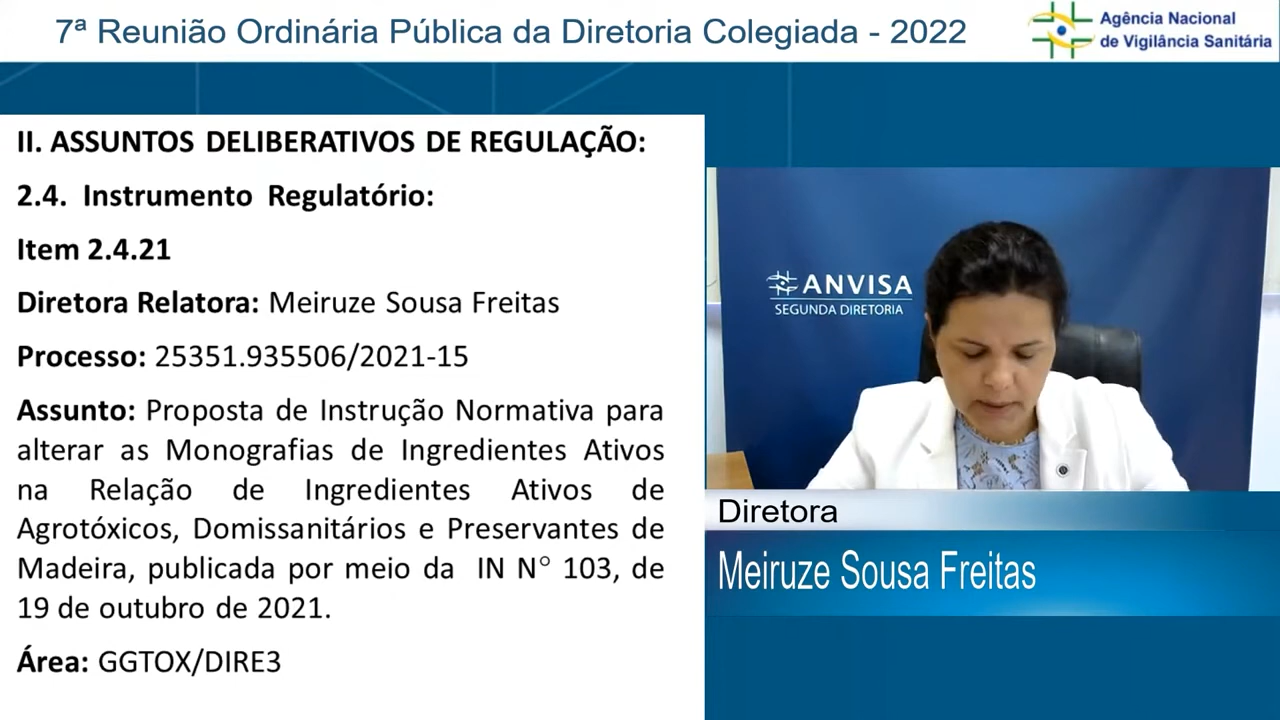 7ª Reunião Ordinária Pública da Diretoria Colegiada - 2022
Agência Nacional
de Vigilância Sanitária
II. ASSUNTOS DELIBERATIVOS DE REGULAÇÃO:
2.4. Instrumento Regulatório:
Item 2.4.21
Diretora Relatora: Meiruze Sousa Freitas
Processo: 25351.935506/2021-15
Assunto: Proposta de Instrução Normativa para
alterar as Monografias de Ingredientes Ativos
na Relação de Ingredientes Ativos de
Agrotóxicos, Domissanitários e Preservantes de
Madeira, publicada por meio da IN N° 103, de
19 de outubro de 2021.
Área: GGTOX/DIRE3
ANVISA
SEGUNDA DIRETORIA
Diretora
Meiruze Sousa Freitas